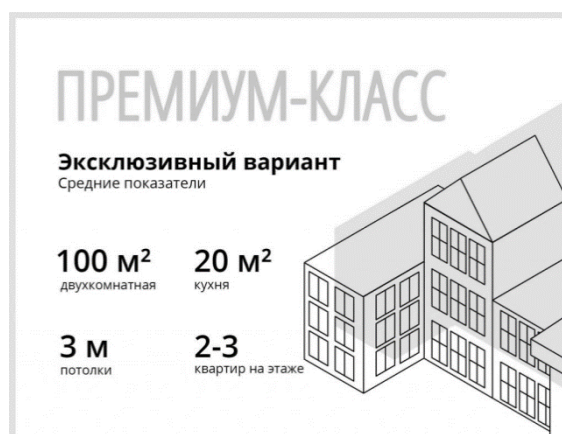 ПРЕМИУМ-КЛАСС
Эксклюзивный вариант
Средние показатели
100 м² 20 м²
двухкомнатная кухня
3 м 2-3
потолки квартир на этаже